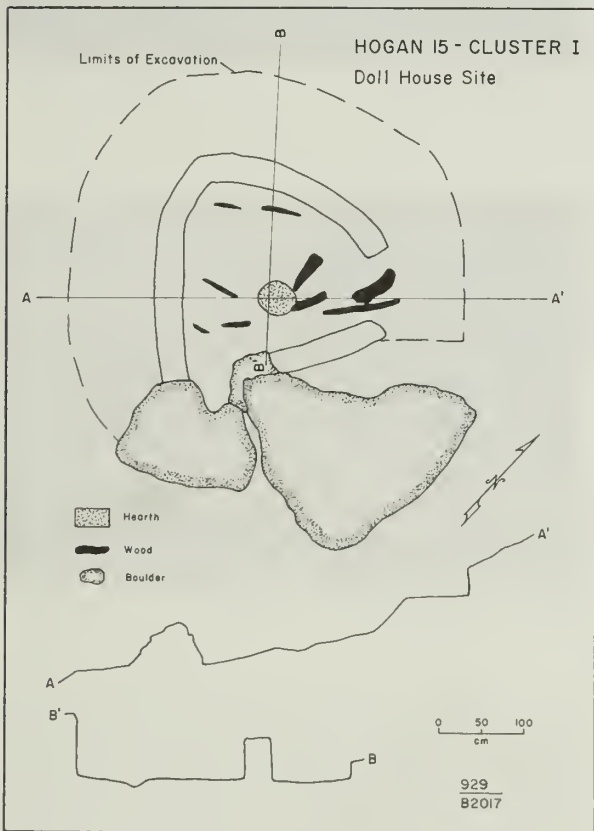 HOGAN 15 - CLUSTER I
Doll House Site
Limits of Excavation
B
A
A'
B'
N
Hearth
Wood
Boulder
A'
A
B'
B
0 50 100
cm
929
B2017